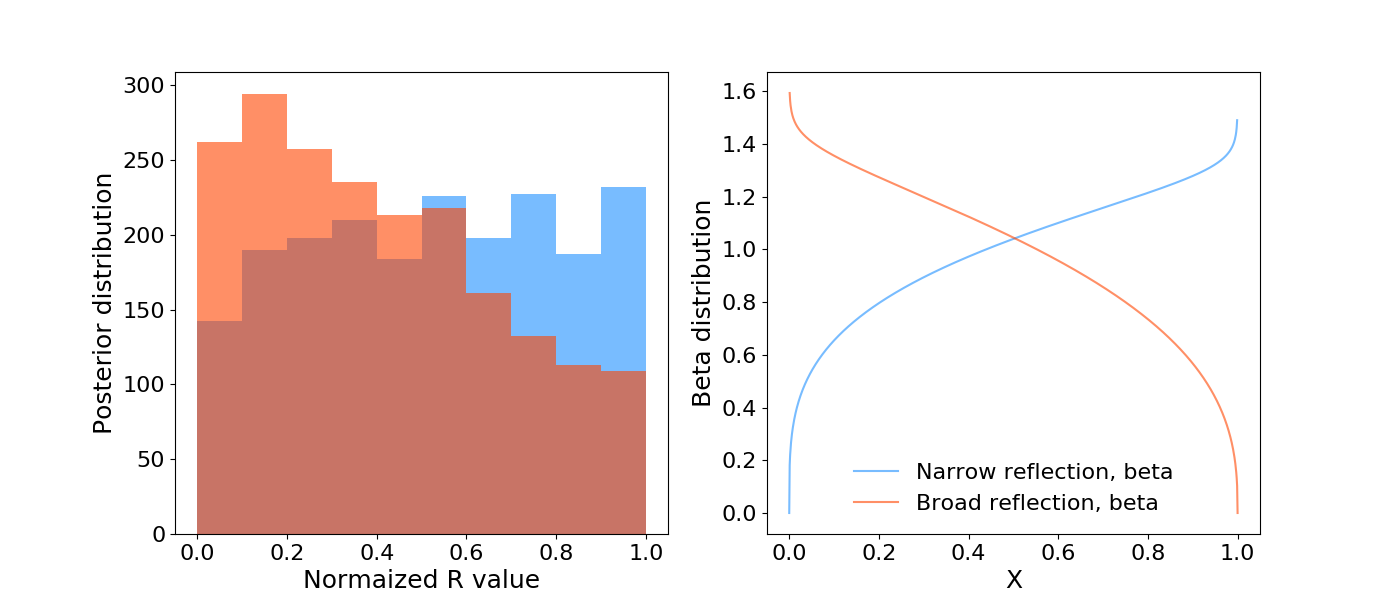 Posterior distribution
300
250
200
150
100
50
0
0.0 0.2 0.4 0.6 0.8 1.0
Normaized R value
Beta distribution
1.6
1.4
1.2
1.0
0.8
0.6
0.4
0.2
0.0
Narrow reflection, beta
Broad reflection, beta
0.0 0.2 0.4 0.6 0.8 1.0
X